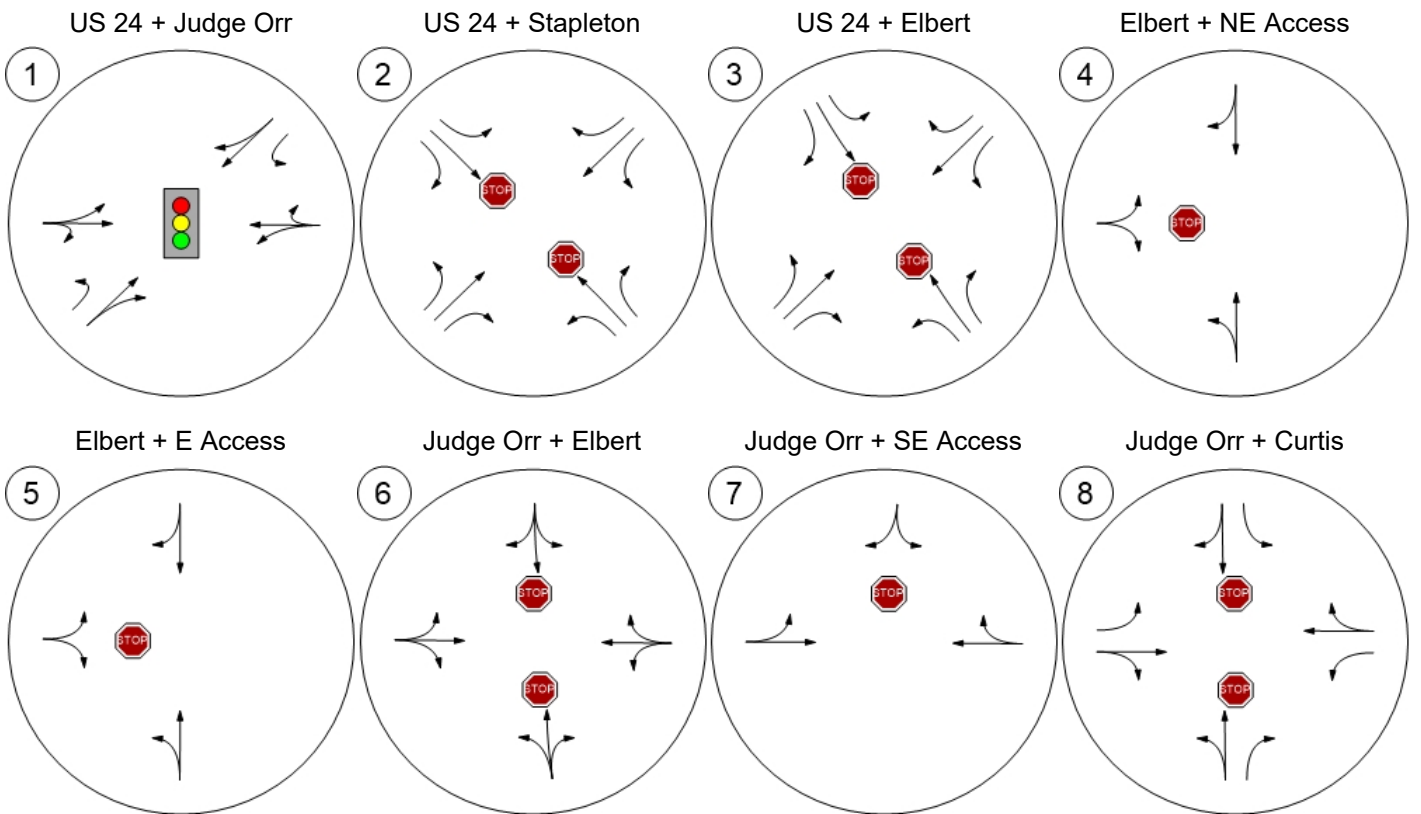 US 24 + Judge Orr
US 24 + Stapleton
US 24 + Elbert
Elbert + NE Access
1
2
3
4
STOP
STOP
STOP
STOP
STOP
Elbert + E Access
Judge Orr + Elbert
Judge Orr + SE Access
Judge Orr + Curtis
5
6
7
8
STOP
STOP
STOP
STOP
STOP
STOP